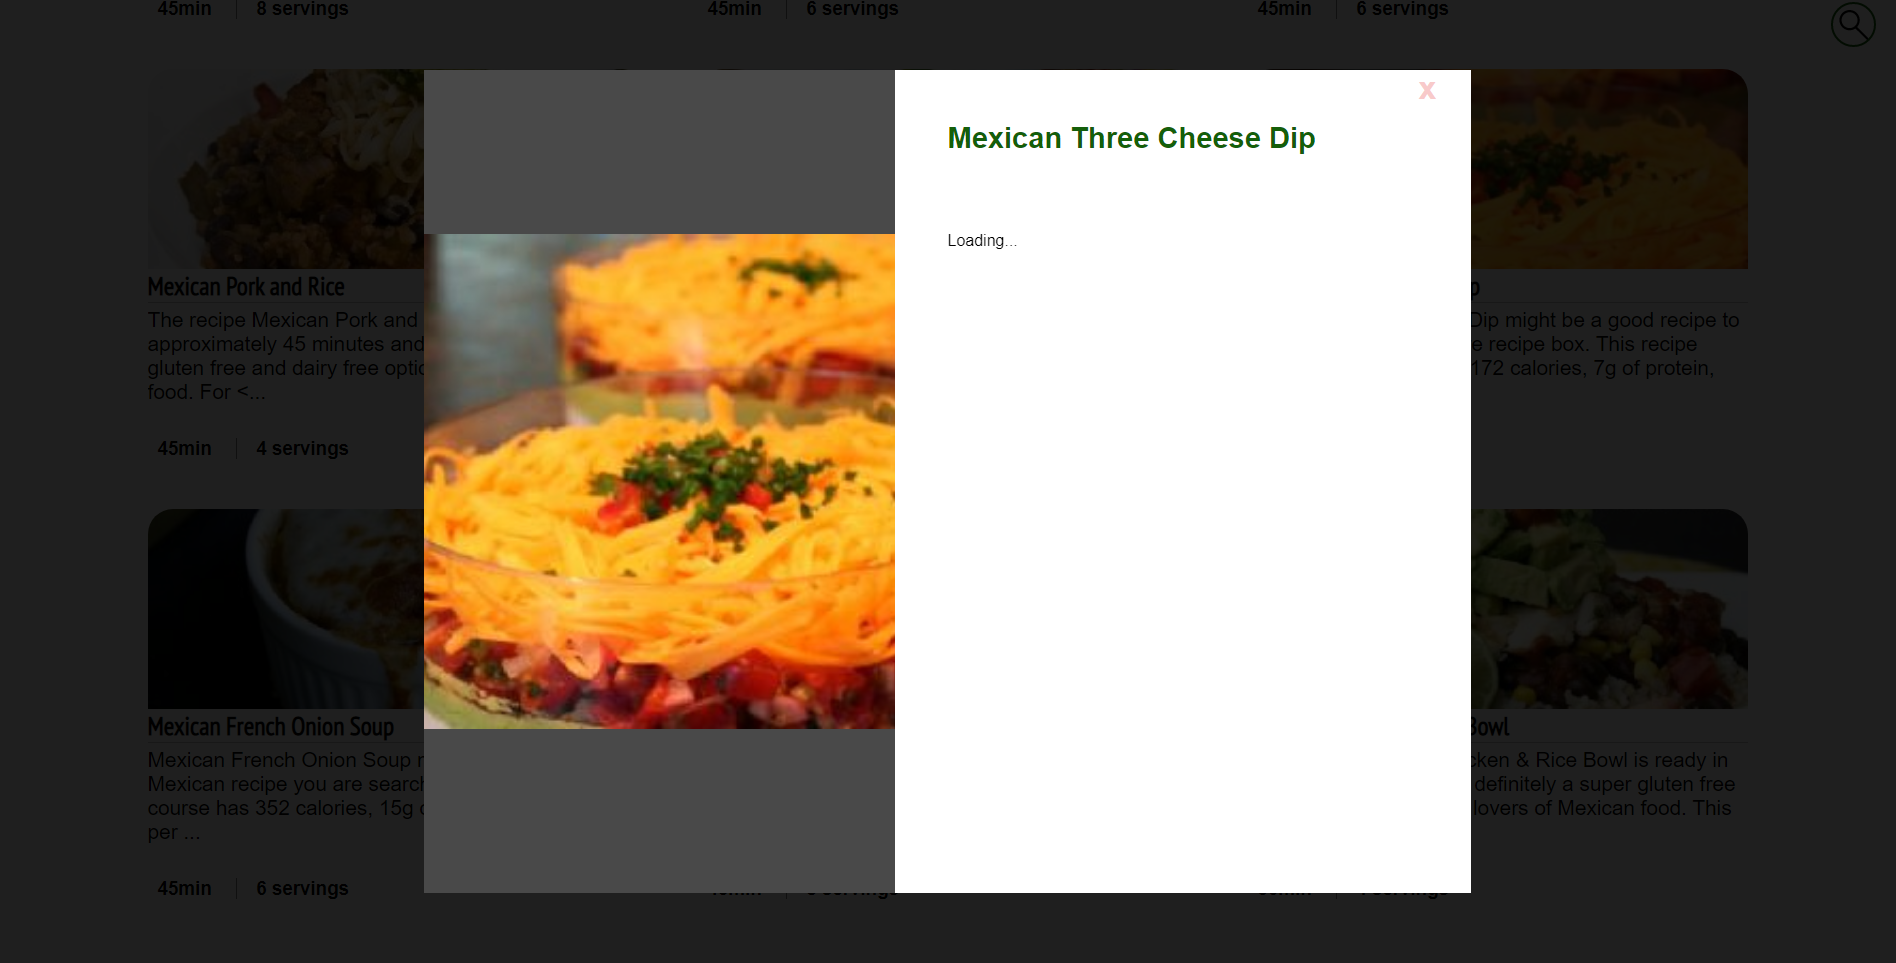 45min 8 servings
45min 6 servings
45min 6 servings
x
Mexican Three Cheese Dip
Loading...
Mexican Pork and Rice
The recipe Mexican Pork and
approximately 45 minutes and
gluten free and dairy free optio
food. For <...
45min 4 servings
p
Dip might be a good recipe to
e recipe box. This recipe
172 calories, 7g of protein,
Mexican French Onion Soup
Mexican French Onion Soup
Mexican recipe you are search
course has 352 calories, 15g
per ...
45min 6 servings
Bowl
cken & Rice Bowl is ready in
definitely a super gluten free
lovers of Mexican food. This